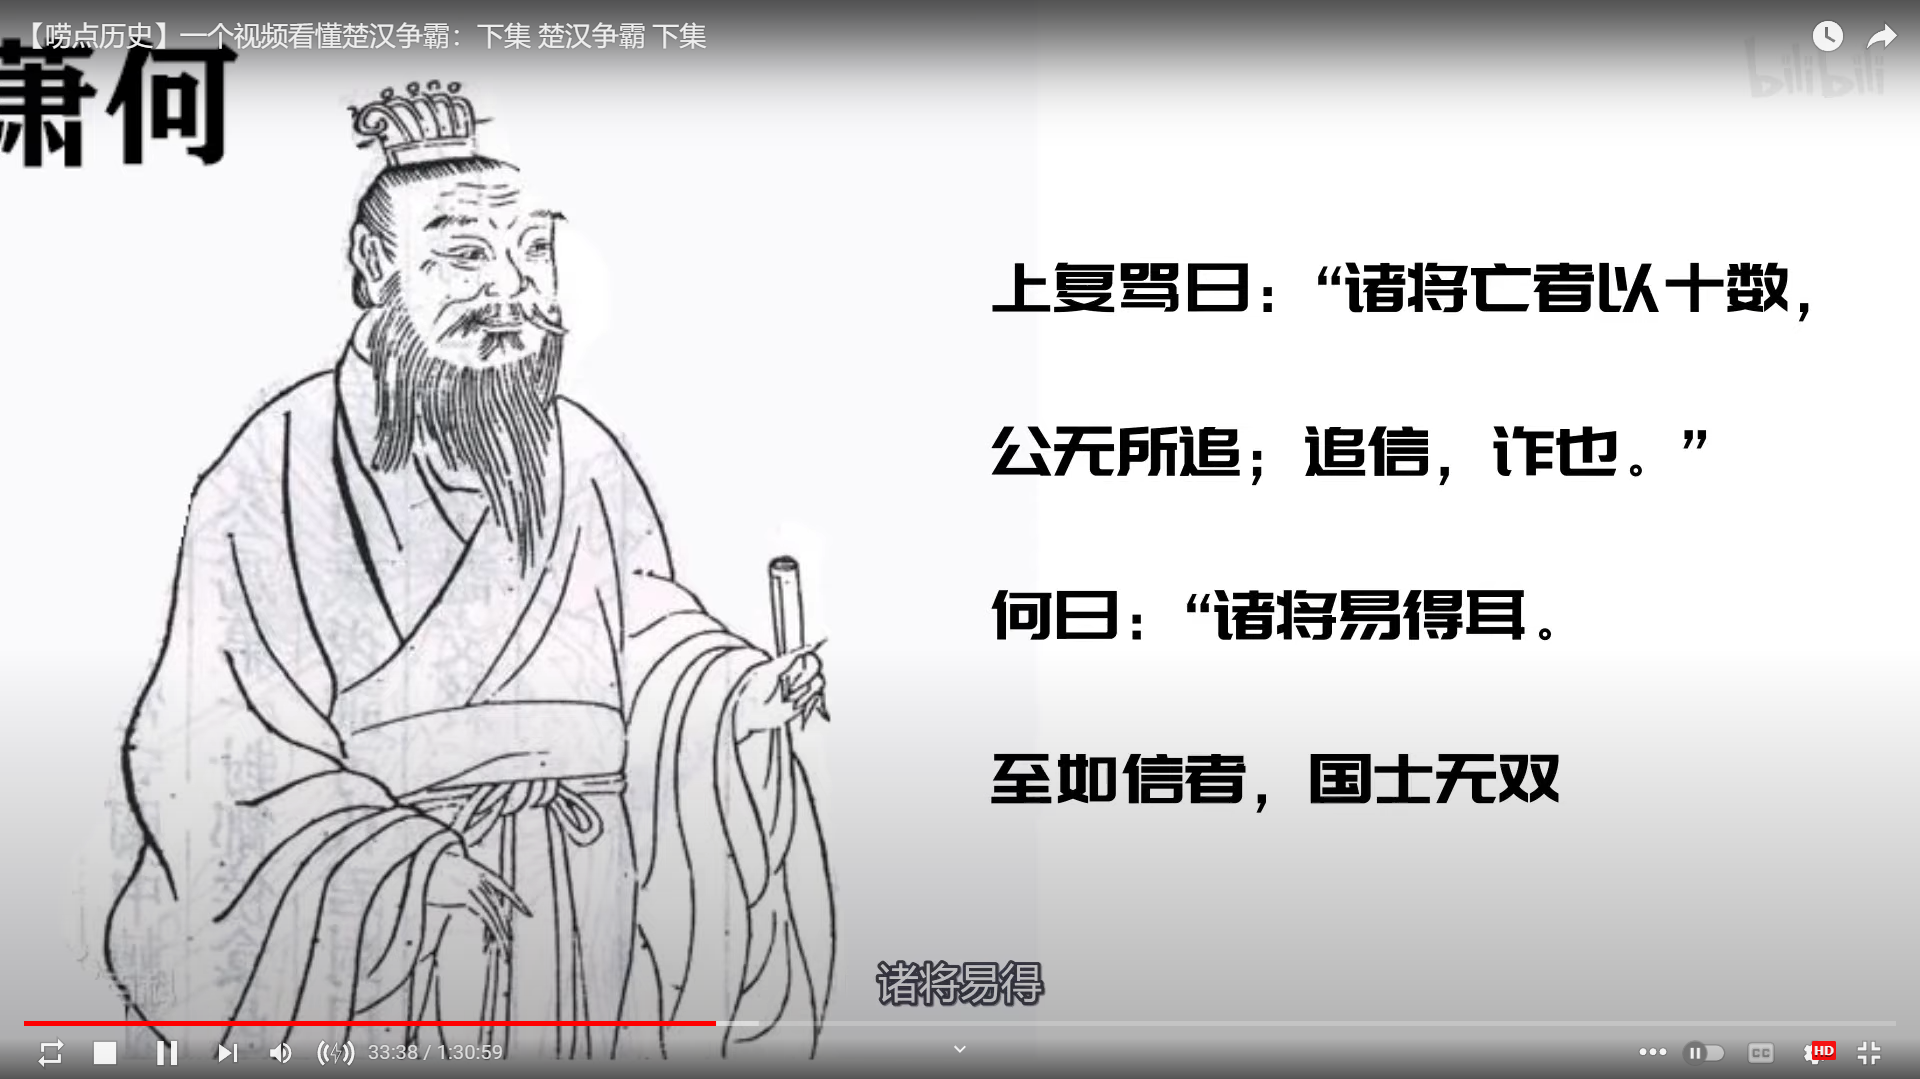 【唠点历史】一个视频看懂楚汉争霸：下集 楚汉争霸 下集
萧何
bilibili
上复骂曰：“诸将亡者以十数，
公无所追；追信，诈也。”
何曰：“诸将易得耳。
至如信者，国士无双
诸将易得
33:38 / 1:30:59
CC
HD